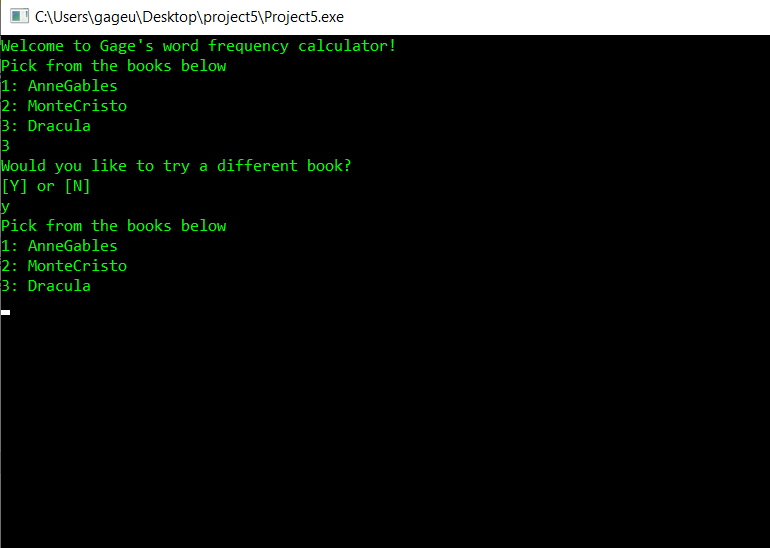 C:\Users\gageu\Desktop\project5\Project5.exe
Welcome to Gage's word frequency calculator!
Pick from the books below
1: AnneGables
2: MonteCristo
3: Dracula
3
Would you like to try a different book?
[Y] or [N]
y
Pick from the books below
1: AnneGables
2: MonteCristo
3: Dracula